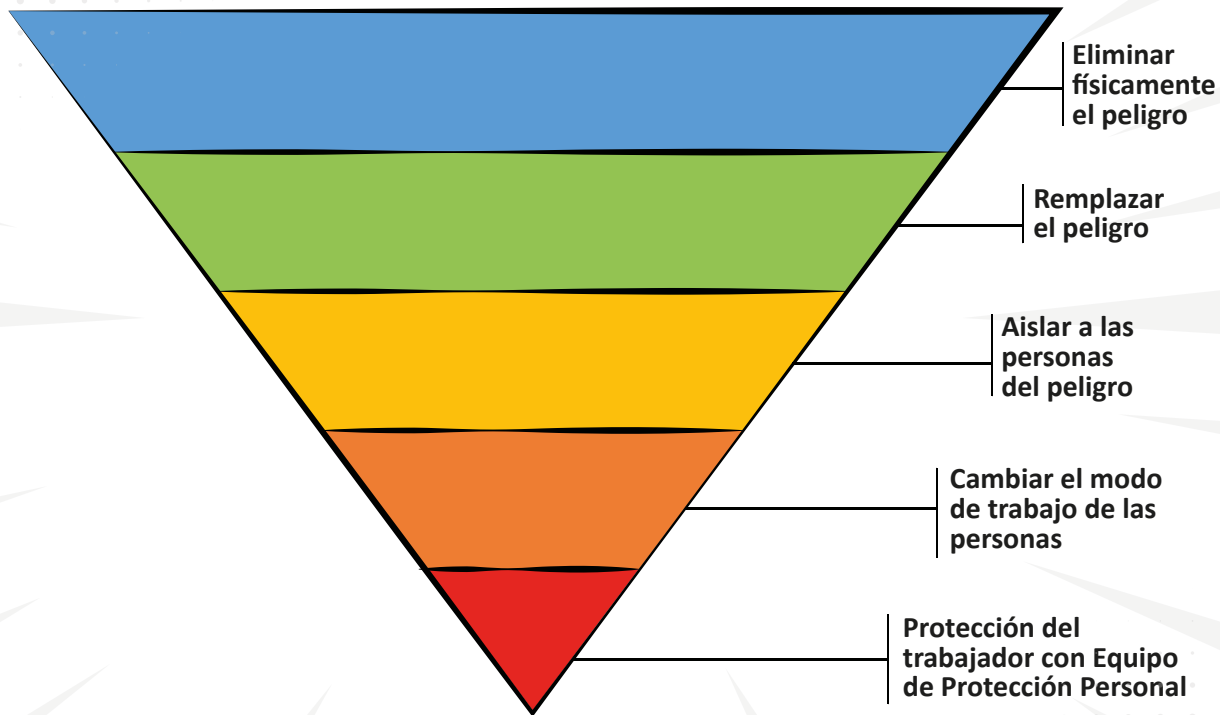 Eliminar
físicamente
el peligro
Remplazar
el peligro
Aislar a las
personas
del peligro
Cambiar el modo
de trabajo de las
personas
Protección del
trabajador con Equipo
de Protección Personal